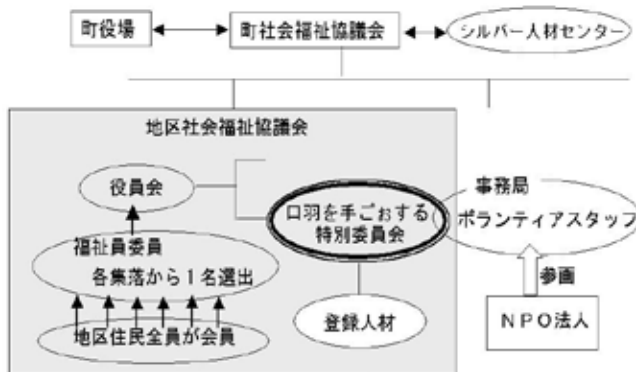 町役場
町社会福祉協議会
シルバー人材センター
地区社会福祉協議会
役員会
口羽を手ごおする
特別委員会
事務局
ボランティアスタッフ
福祉員委員
各集落から1名選出
参画
地区住民全員が会員
登録人材
NPO法人